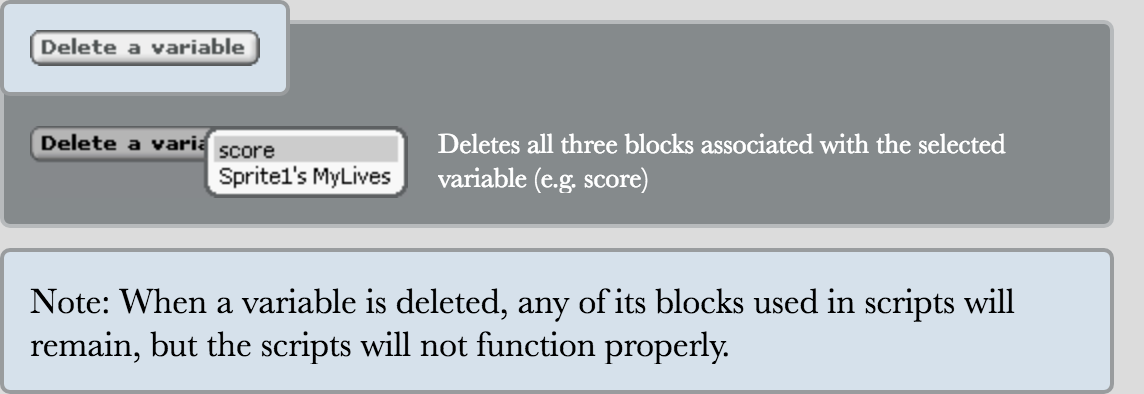 Delete a variable
Delete a varia
score
Sprite1's MyLives
Deletes all three blocks associated with the selected
variable (e.g. score)
Note: When a variable is deleted, any of its blocks used in scripts will
remain, but the scripts will not function properly.